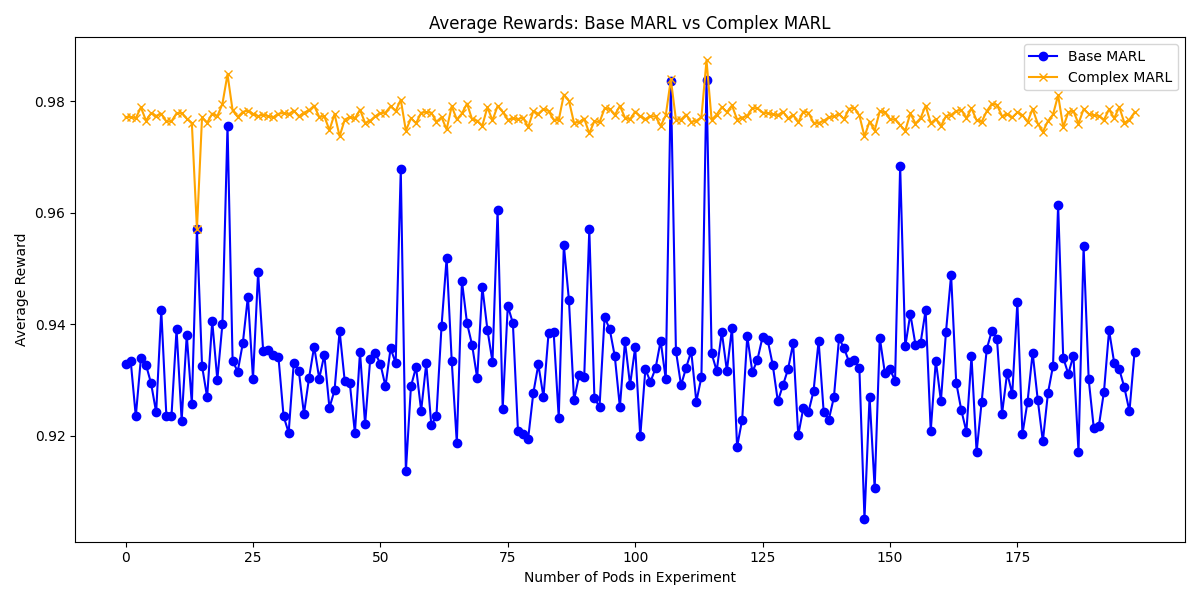 Average Rewards: Base MARL vs Complex MARL
Base MARL
Complex MARL
Average Reward
0.98
0.96
0.94
0.92
0 25 50 75 100 125 150 175
Number of Pods in Experiment